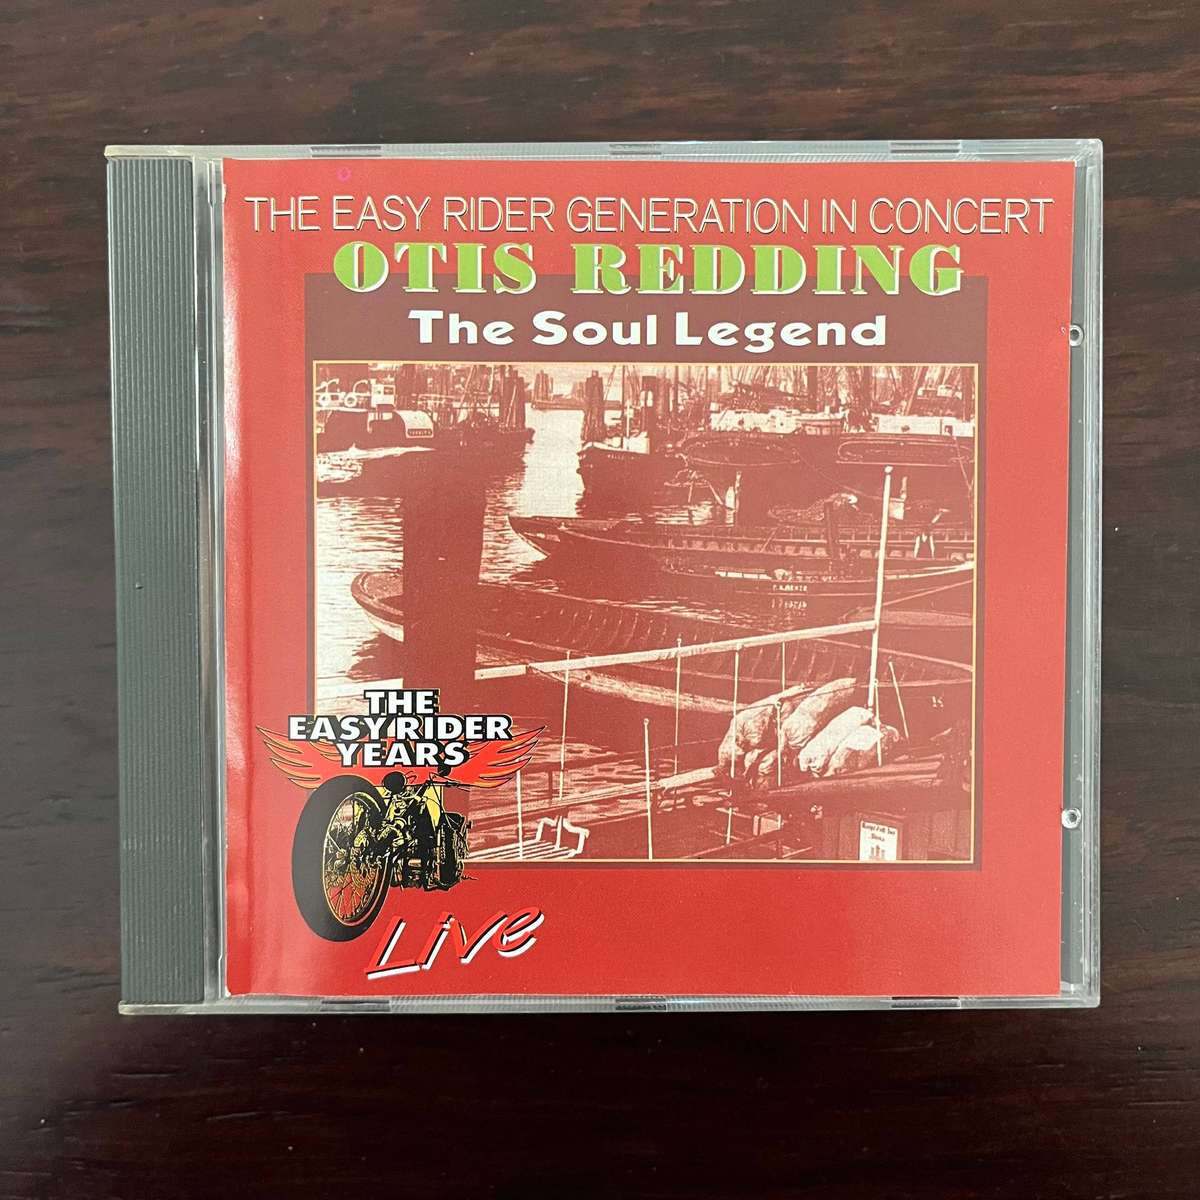 THE EASY RIDER GENERATION IN CONCERT
OTIS REDDING
The Soul Legend
THE
EASY RIDER
YEARS
Live